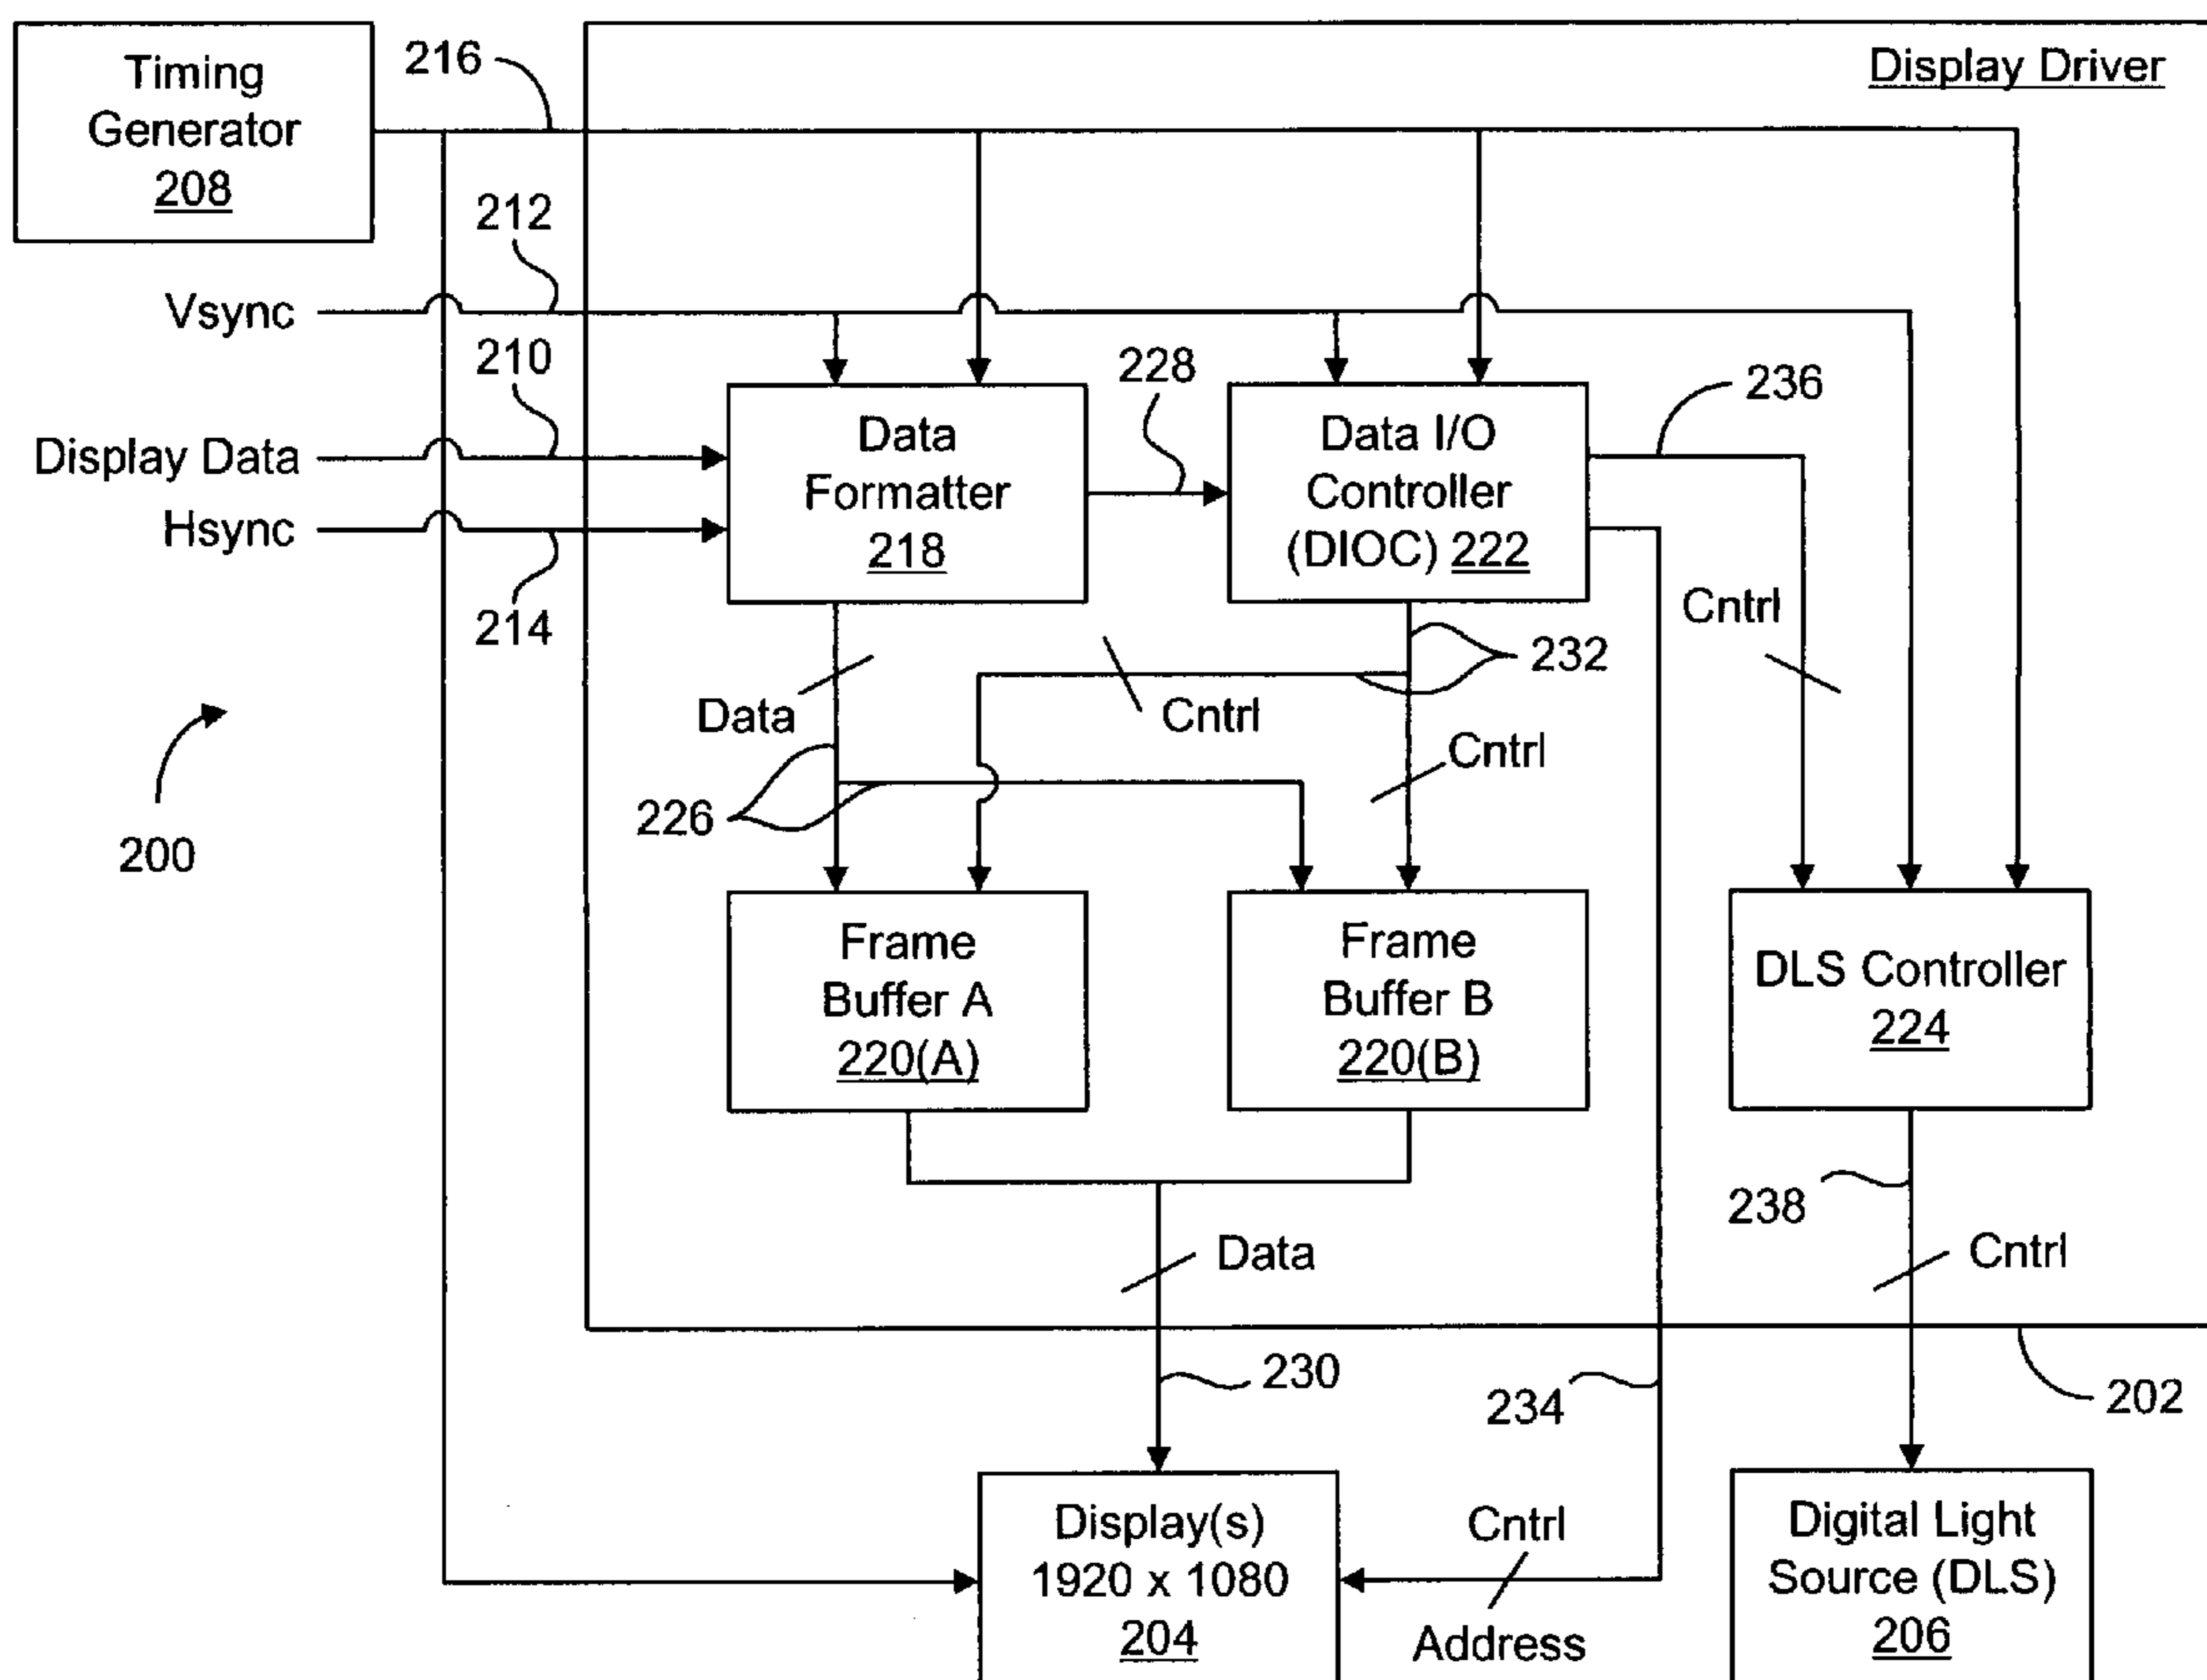 Timing
Generator
208
216
Display Driver
212
Vsync
210
Display Data
Hsync
214
228
236
Data
Formatter
218
Data I/O
Controller
(DIOC) 222
Cntrl
232
Data
Cntrl
Cntrl
226
200
Frame
Buffer A
220(A)
Frame
Buffer B
220(B)
DLS Controller
224
238
Cntrl
Data
230
234
202
Display(s)
1920 x 1080
204
Cntrl
Address
Digital Light
Source (DLS)
206